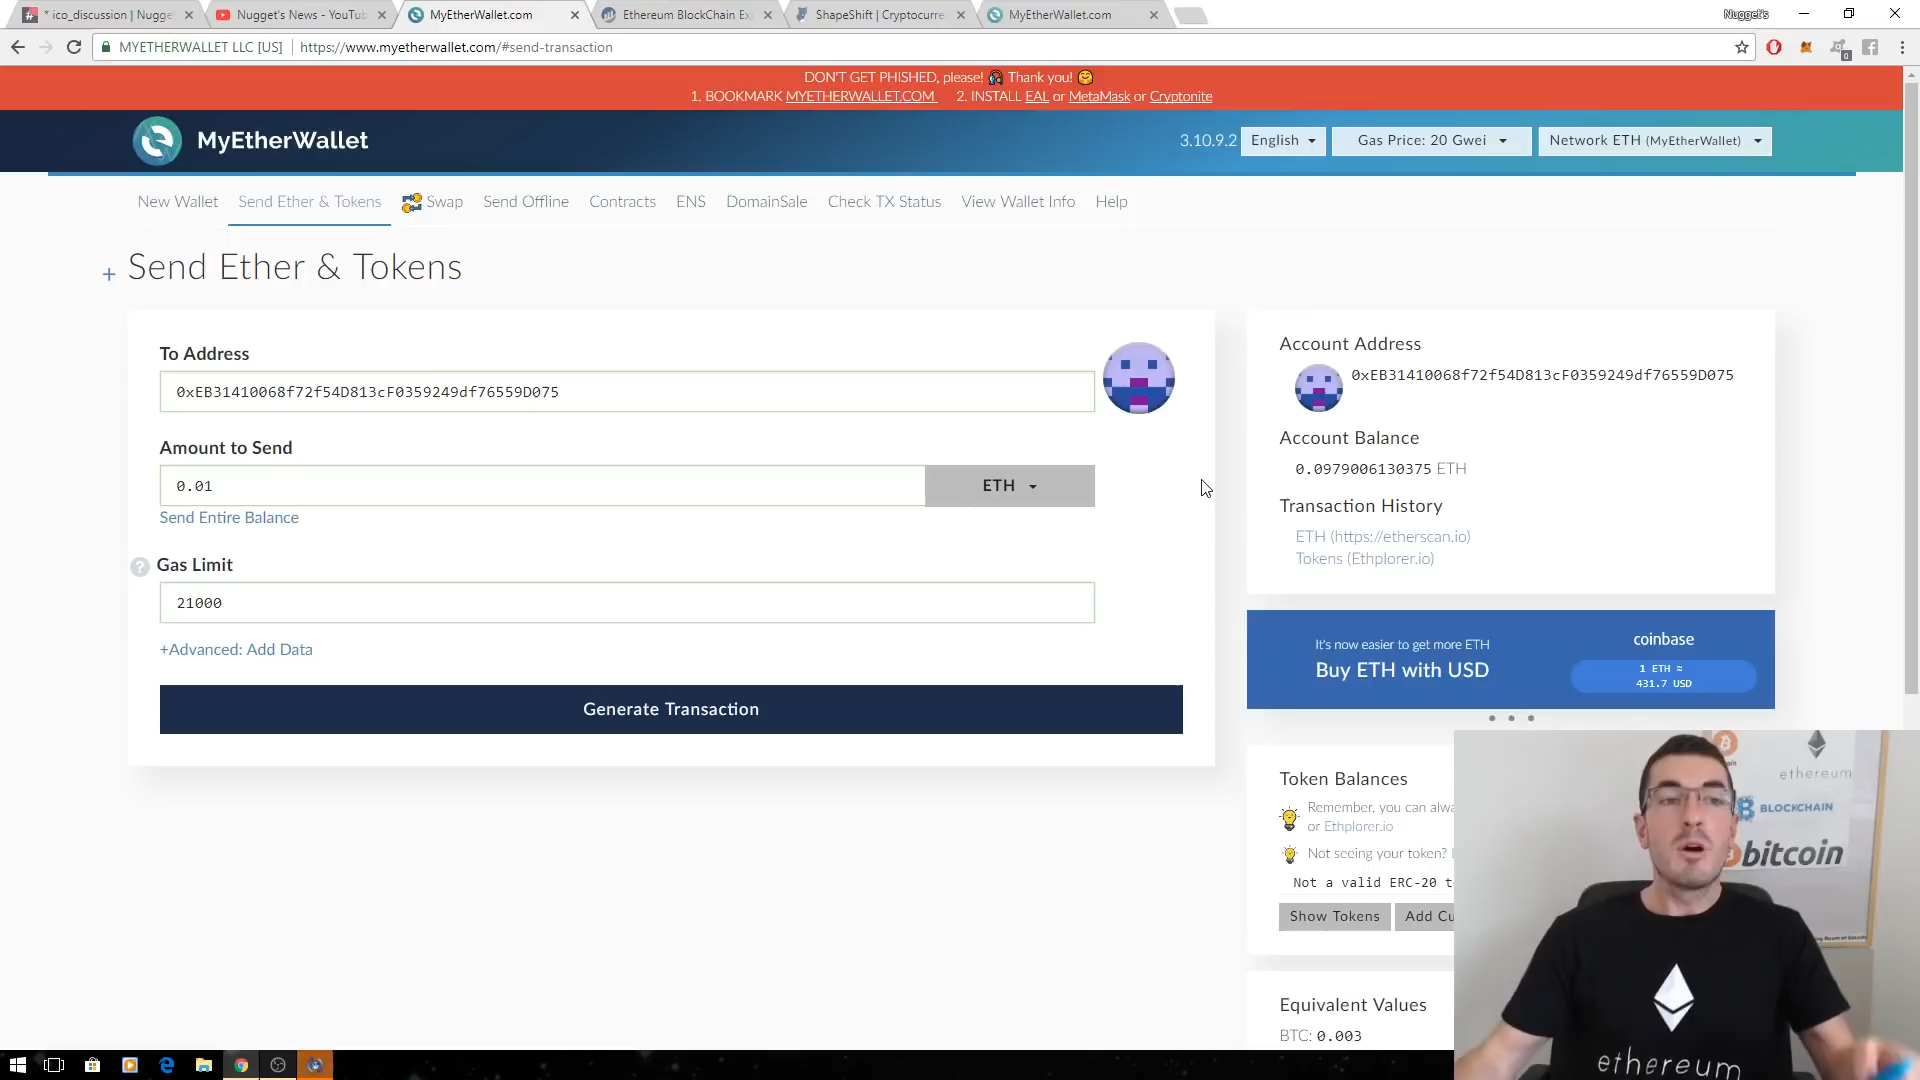 * ico_discussion | Nugge
Nugget's News - YouTub
MyEtherWallet.com
Ethereum BlockChain Ex
ShapeShift | Cryptocurre
MyEtherWallet.com
Nugget's
MYETHERWALLET LLC [US]
https://www.myetherwallet.com/#send-transaction
0
DON'T GET PHISHED, please! Thank you!
1. BOOKMARK MYETHERWALLET.COM 2. INSTALL EAL or MetaMask or Cryptonite
MyEtherWallet
3.10.9.2
English
Gas Price: 20 Gwei
Network ETH (MyEtherWallet)
New Wallet
Send Ether & Tokens
Swap
Send Offline
Contracts
ENS
DomainSale
Check TX Status
View Wallet Info
Help
+ Send Ether & Tokens
To Address
0xEB31410068f72f54D813cF0359249df76559D075
Amount to Send
0.01
ETH
Send Entire Balance
? Gas Limit
21000
+Advanced: Add Data
Generate Transaction
Account Address
0xEB31410068f72f54D813cF0359249df76559D075
Account Balance
0.0979006130375 ETH
Transaction History
ETH (https://etherscan.io)
Tokens (Ethplorer.io)
It's now easier to get more ETH
Buy ETH with USD
coinbase
1 ETH ≈
431.7 USD
Token Balances
Remember, you can alwa
or Ethplorer.io
Not seeing your token?
Not a valid ERC-20 t
Show Tokens
Add Cu
Equivalent Values
BTC: 0.003
ethereum
BLOCKCHAIN
bitcoin
ethereum